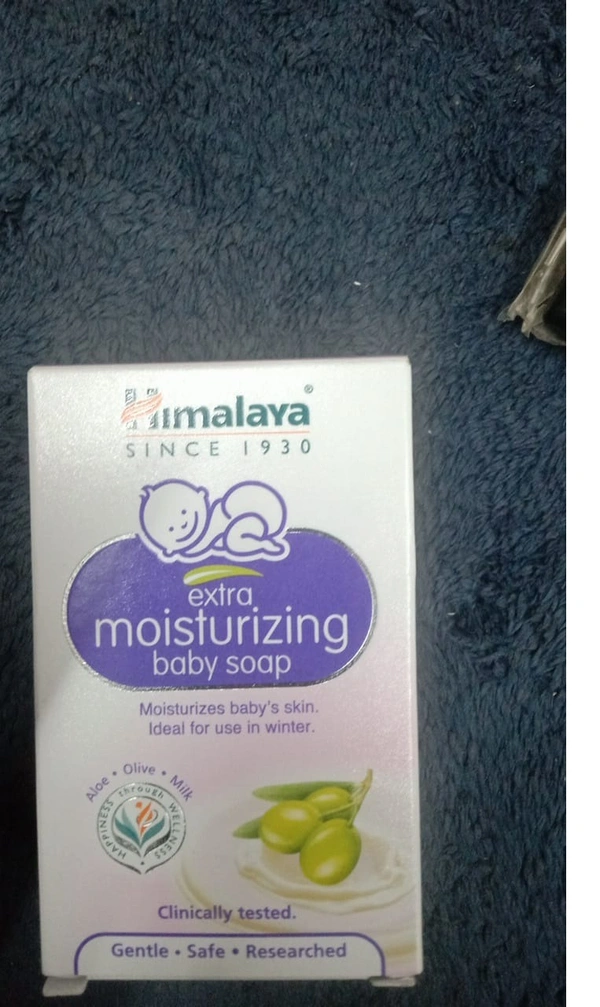 Himalaya®
SINCE 1930
extra
moisturizing
baby soap
Moisturizes baby's skin.
Ideal for use in winter.
Aloe • Olive • Milk
HAPPINESS through WELLNESS
Clinically tested.
Gentle • Safe • Researched